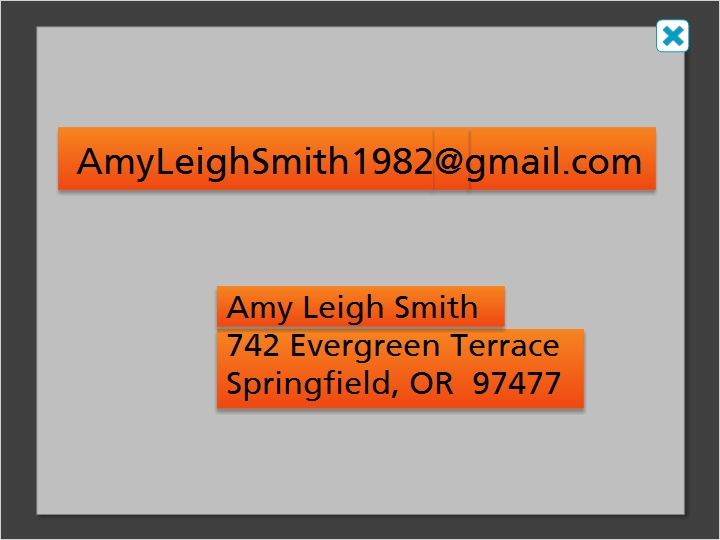 AmyLeighSmith1982@gmail.com
Amy Leigh Smith
742 Evergreen Terrace
Springfield, OR  97477